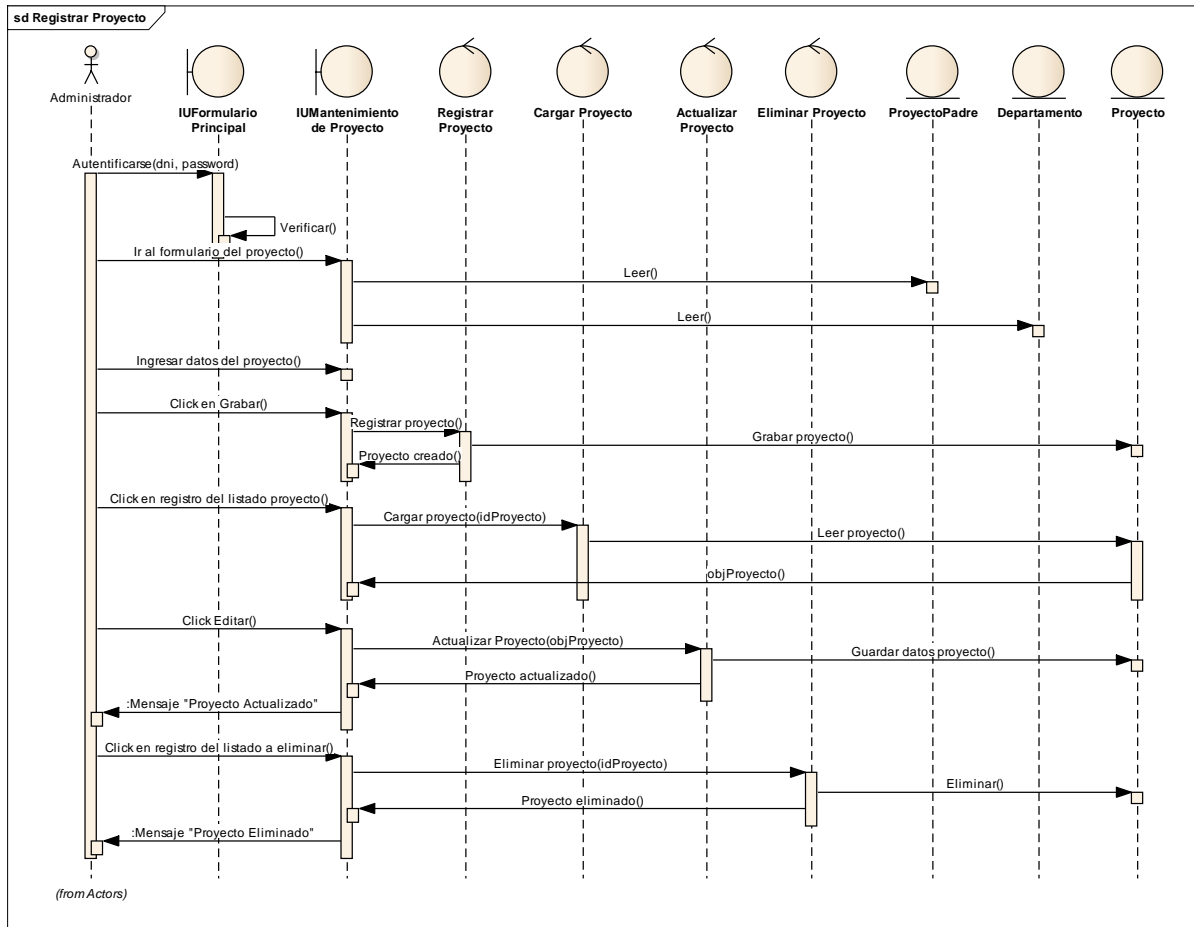 sd Registrar Proyecto
Administrador
IUFormulario
Principal
IUMantenimiento
de Proyecto
Registrar
Proyecto
Cargar Proyecto
Actualizar
Proyecto
Eliminar Proyecto
ProyectoPadre
Departamento
Proyecto
Autentificarse(dni, password)
Verificar()
Ir al formulario del proyecto()
Leer()
Leer()
Ingresar datos del proyecto()
Click en Grabar()
Registrar proyecto()
Grabar proyecto()
Proyecto creado()
Click en registro del listado proyecto()
Cargar proyecto(idProyecto)
Leer proyecto()
objProyecto()
Click Editar()
Actualizar Proyecto(objProyecto)
Guardar datos proyecto()
Proyecto actualizado()
:Mensaje "Proyecto Actualizado"
Click en registro del listado a eliminar()
Eliminar proyecto(idProyecto)
Eliminar()
Proyecto eliminado()
:Mensaje "Proyecto Eliminado"
(from Actors)